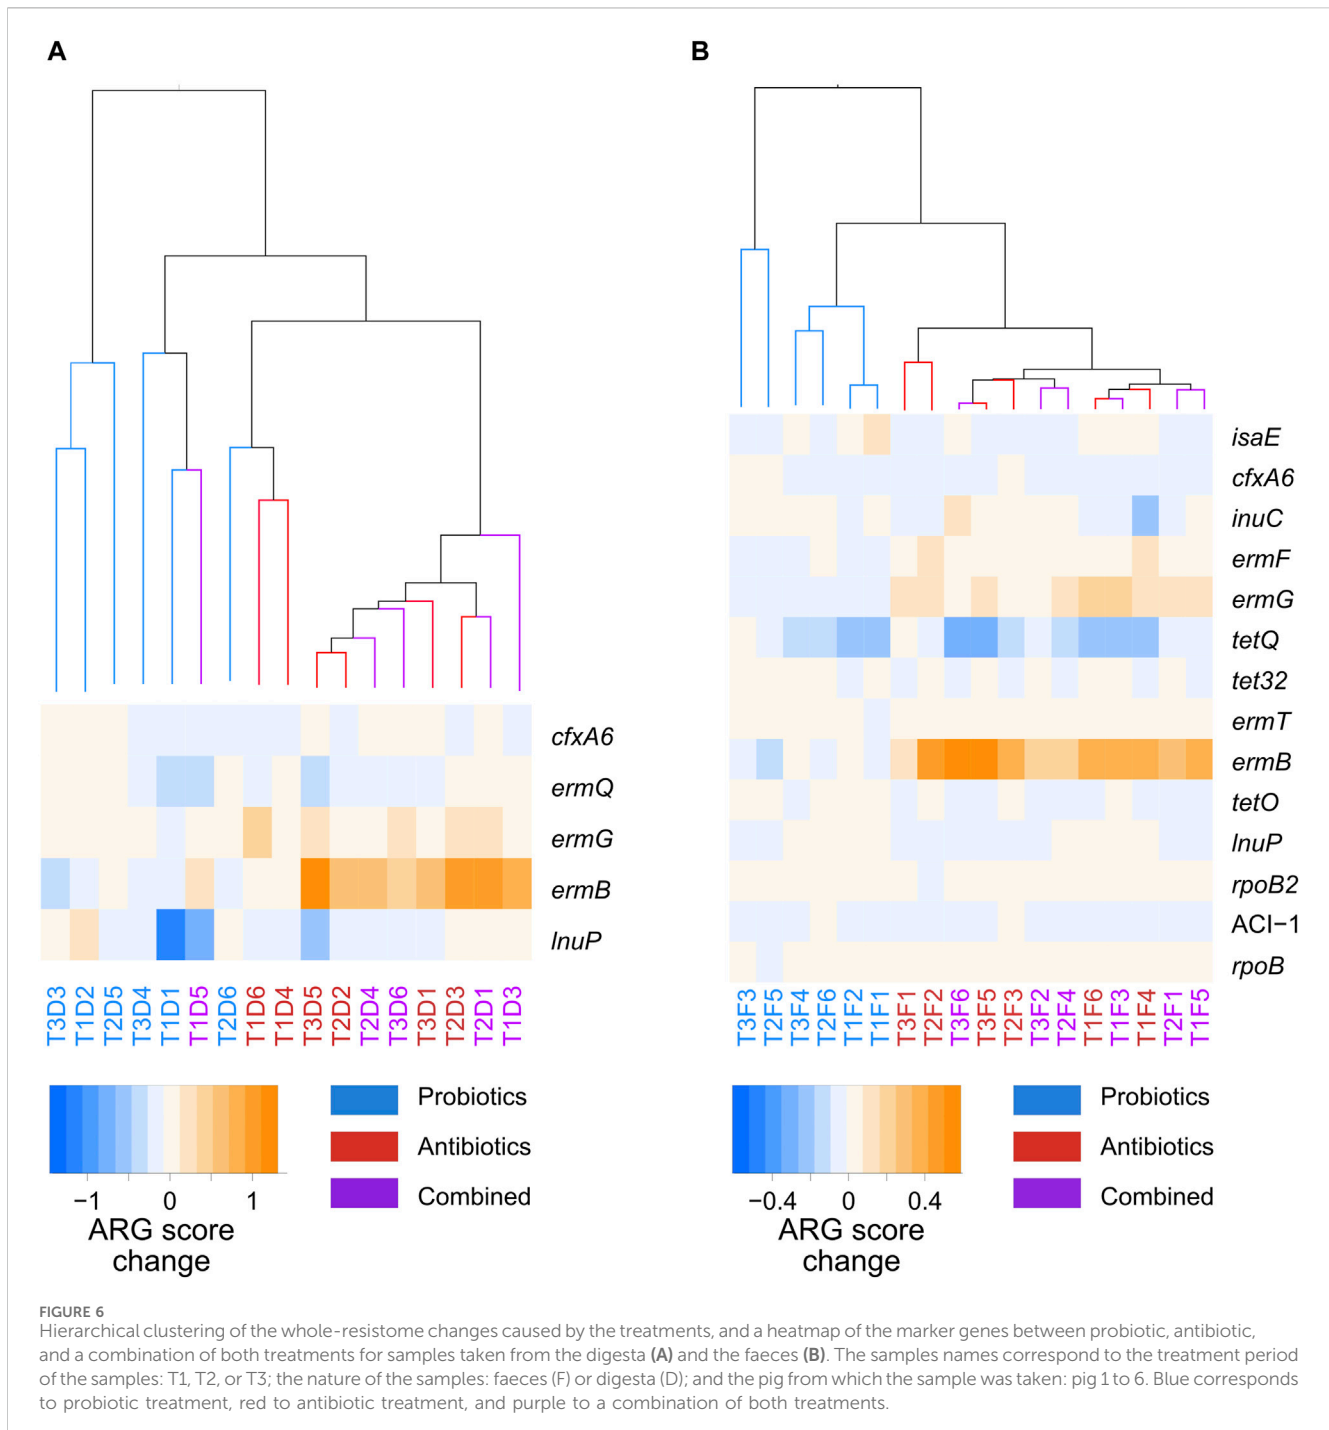 A
B
isaE
cfxA6
inuC
ermF
ermG
tetQ
tet32
ermT
ermB
tetO
lnuP
rpoB2
ACI−1
rpoB
cfxA6
ermQ
ermG
ermB
lnuP
T3D3 T1D2 T2D5 T3D4 T1D1 T1D5 T2D6 T1D6 T1D4 T3D5 T2D2 T2D4 T3D6 T3D1 T2D3 T2D1 T1D3
T3F3 T2F5 T3F4 T2F6 T1F2 T1F1 T3F1 T2F2 T3F6 T3F5 T2F3 T3F2 T2F4 T1F6 T1F3 T1F4 T2F1 T1F5
−1 0 1
ARG score
change
Probiotics
Antibiotics
Combined
−0.4 0 0.4
ARG score
change
Probiotics
Antibiotics
Combined
FIGURE 6
Hierarchical clustering of the whole-resistome changes caused by the treatments, and a heatmap of the marker genes between probiotic, antibiotic,
and a combination of both treatments for samples taken from the digesta (A) and the faeces (B). The samples names correspond to the treatment period
of the samples: T1, T2, or T3; the nature of the samples: faeces (F) or digesta (D); and the pig from which the sample was taken: pig 1 to 6. Blue corresponds
to probiotic treatment, red to antibiotic treatment, and purple to a combination of both treatments.